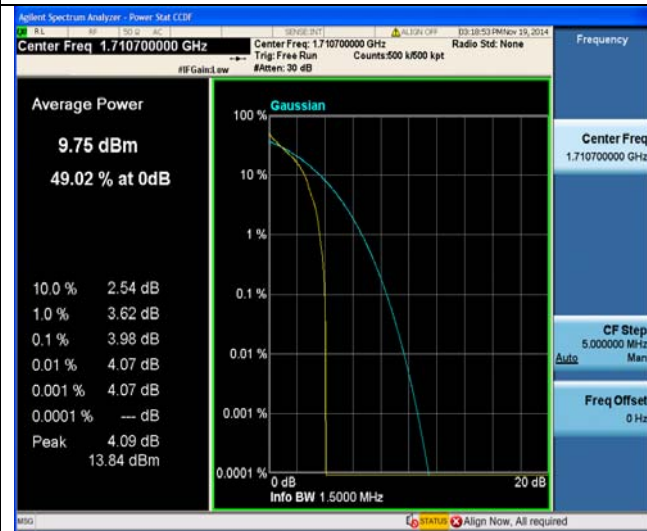 Agilent Spectrum Analyzer - Power Stat CCDF
RL RF 50 Ω AC SENSE:INT ALIGN OFF 03:18:53 PM Nov 19, 2014
Center Freq 1.710700000 GHz
Center Freq: 1.710700000 GHz Radio Std: None
Trig: Free Run Counts:500 k/500 kpt
#IFGain:Low #Atten: 30 dB
Frequency
Average Power
9.75 dBm
49.02 % at 0dB
10.0 % 2.54 dB
1.0 % 3.62 dB
0.1 % 3.98 dB
0.01 % 4.07 dB
0.001 % 4.07 dB
0.0001 % --- dB
Peak 4.09 dB
13.84 dBm
Gaussian
100 %
10 %
1 %
0.1 %
0.01 %
0.001 %
0.0001 %
0 dB 20 dB
Info BW 1.5000 MHz
Center Freq
1.710700000 GHz
CF Step
5.000000 MHz
Auto Man
Freq Offset
0 Hz
MSG STATUS Align Now, All required